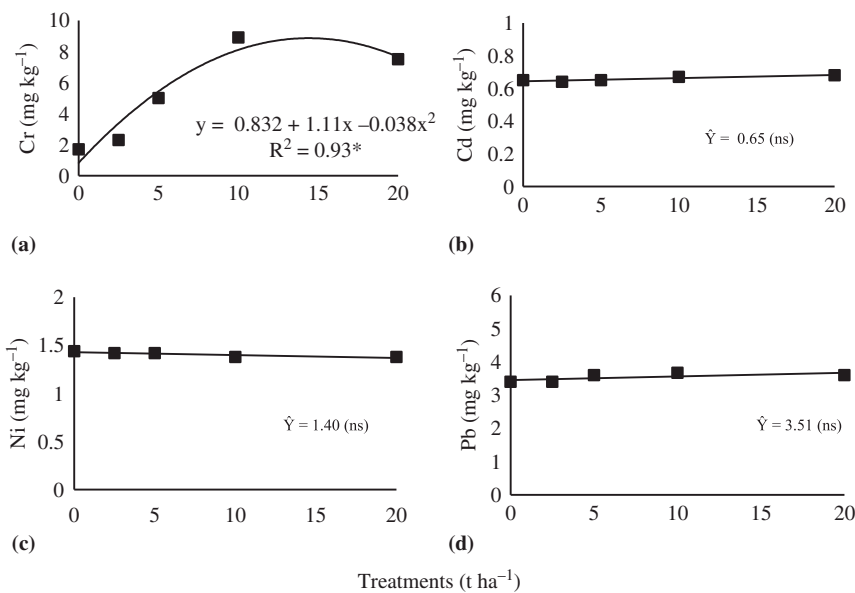 10
8
6
4
2
0
Cr (mg kg⁻¹)
y = 0.832 + 1.11x –0.038x²
R² = 0.93*
0 5 10 15 20
(a)
1
0.8
0.6
0.4
0.2
0
Cd (mg kg⁻¹)
Ŷ = 0.65 (ns)
0 5 10 15 20
(b)
2
1.5
1
0.5
0
Ni (mg kg⁻¹)
Ŷ = 1.40 (ns)
0 5 10 15 20
(c)
6
5
4
3
2
1
0
Pb (mg kg⁻¹)
Ŷ = 3.51 (ns)
0 5 10 15 20
(d)
Treatments (t ha⁻¹)